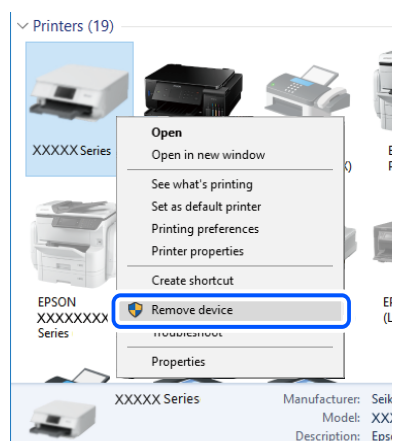 Printers (19)
XXXXX Series
Open
Open in new window
See what's printing
Set as default printer
Printing preferences
Printer properties
Create shortcut
Remove device
Troubleshoot
Properties
EPSON
XXXXXXXX
Series
XXXXX Series
Manufacturer:
Model:
Description: